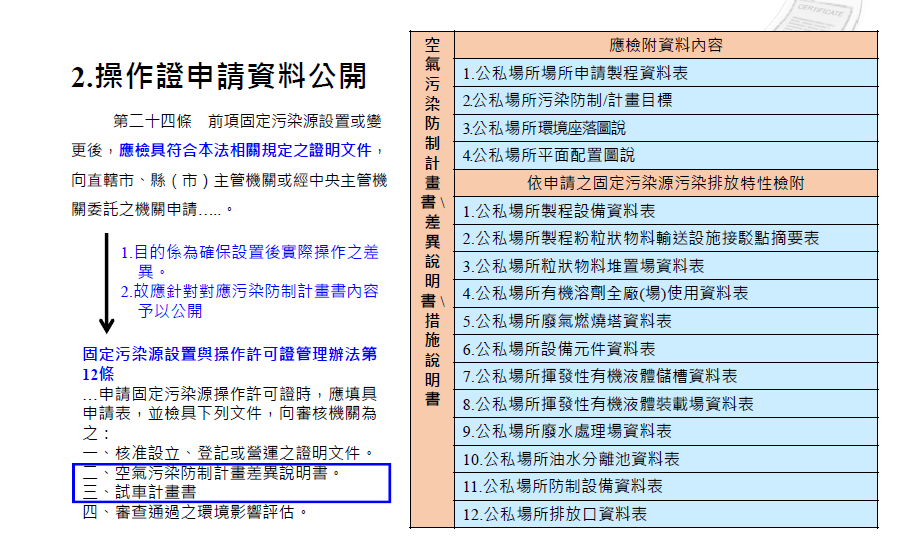 CERTIFICATE
2.操作證申請資料公開
第二十四條　前項固定污染源設置或變
更後，應檢具符合本法相關規定之證明文件，
向直轄市、縣（市）主管機關或經中央主管機
關委託之機關申請…..。
1.目的係為確保設置後實際操作之差
異。
2.故應針對對應污染防制計畫書內容
予以公開
固定污染源設置與操作許可證管理辦法第
12條
…申請固定污染源操作許可證時，應填具
申請表，並檢具下列文件，向審核機關為
之：
一、核准設立、登記或營運之證明文件。
二、空氣污染防制計畫差異說明書。
三、試車計畫書
四、審查通過之環境影響評估。
空氣污染防制計畫書\差異說明書\措施說明書
應檢附資料內容
1.公私場所場所申請製程資料表
2.公私場所污染防制/計畫目標
3.公私場所環境座落圖說
4.公私場所平面配置圖說
依申請之固定污染源污染排放特性檢附
1.公私場所製程設備資料表
2.公私場所製程粉粒狀物料輸送設施接駁點摘要表
3.公私場所粒狀物料堆置場資料表
4.公私場所有機溶劑全廠(場)使用資料表
5.公私場所廢氣燃燒塔資料表
6.公私場所設備元件資料表
7.公私場所揮發性有機液體儲槽資料表
8.公私場所揮發性有機液體裝載場資料表
9.公私場所廢水處理場資料表
10.公私場所油水分離池資料表
11.公私場所防制設備資料表
12.公私場所排放口資料表